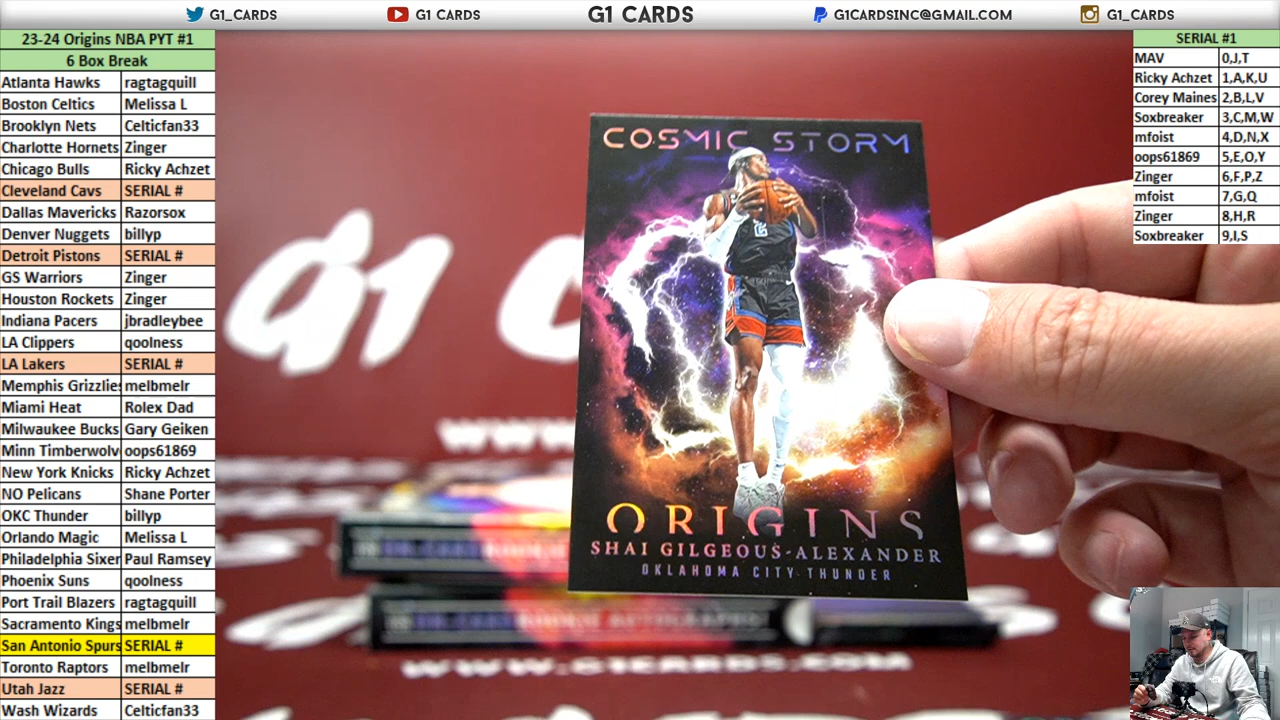 G1_CARDS G1 CARDS G1 CARDS G1CARDSINC@GMAIL.COM G1_CARDS
23-24 Origins NBA PYT #1
6 Box Break
Atlanta Hawks ragtagquill
Boston Celtics Melissa L
Brooklyn Nets Celticfan33
Charlotte Hornets Zinger
Chicago Bulls Ricky Achzet
Cleveland Cavs SERIAL #
Dallas Mavericks Razorsox
Denver Nuggets billyp
Detroit Pistons SERIAL #
GS Warriors Zinger
Houston Rockets Zinger
Indiana Pacers jbradleybee
LA Clippers qoolness
LA Lakers SERIAL #
Memphis Grizzlies melbmelr
Miami Heat Rolex Dad
Milwaukee Bucks Gary Geiken
Minn Timberwolv oops61869
New York Knicks Ricky Achzet
NO Pelicans Shane Porter
OKC Thunder billyp
Orlando Magic Melissa L
Philadelphia Sixer Paul Ramsey
Phoenix Suns qoolness
Port Trail Blazers ragtagquill
Sacramento Kings melbmelr
San Antonio Spurs SERIAL #
Toronto Raptors melbmelr
Utah Jazz SERIAL #
Wash Wizards Celticfan33
COSMIC STORM
ORIGINS
SHAI GILGEOUS-ALEXANDER
OKLAHOMA CITY THUNDER
G1 C
WWW.G1CARDS.COM
SERIAL #1
MAV 0,J,T
Ricky Achzet 1,A,K,U
Corey Maines 2,B,L,V
Soxbreaker 3,C,M,W
mfoist 4,D,N,X
oops61869 5,E,O,Y
Zinger 6,F,P,Z
mfoist 7,G,Q
Zinger 8,H,R
Soxbreaker 9,I,S